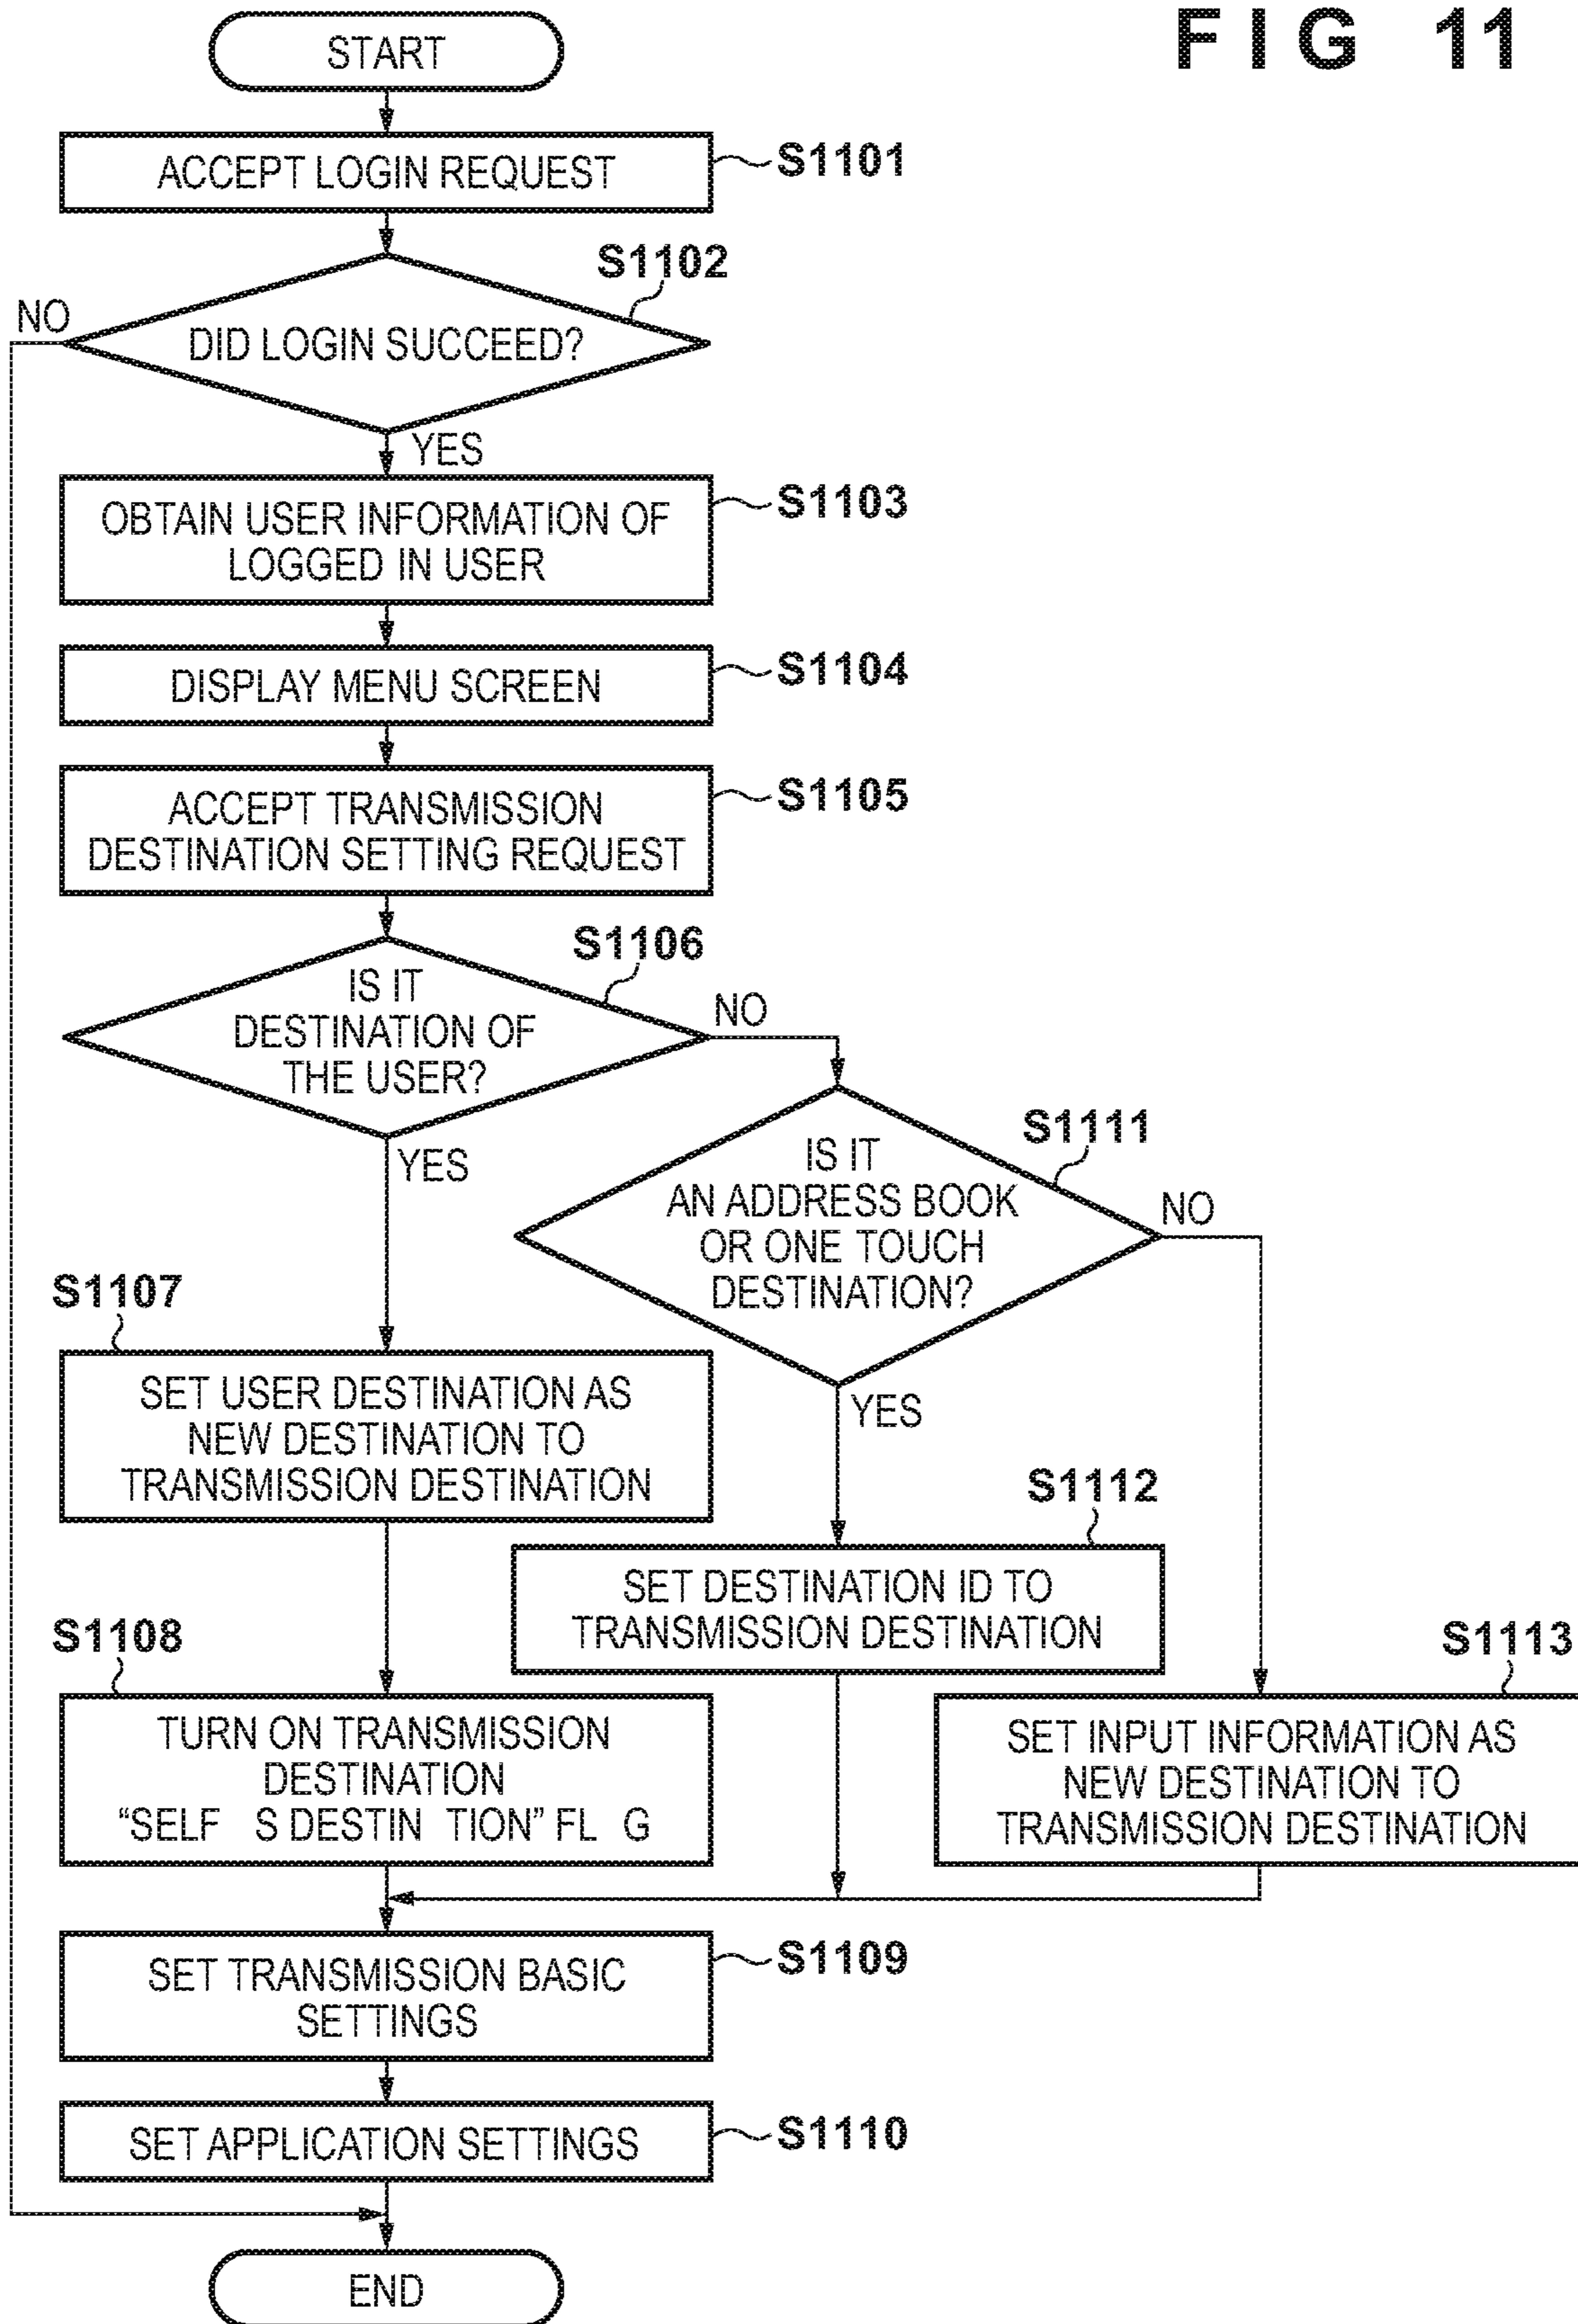 FIG 11
START
ACCEPT LOGIN REQUEST
S1101
S1102
NO
DID LOGIN SUCCEED?
YES
OBTAIN USER INFORMATION OF
LOGGED IN USER
S1103
DISPLAY MENU SCREEN
S1104
ACCEPT TRANSMISSION
DESTINATION SETTING REQUEST
S1105
S1106
IS IT
DESTINATION OF
THE USER?
NO
YES
S1111
IS IT
AN ADDRESS BOOK
OR ONE TOUCH
DESTINATION?
NO
YES
S1107
SET USER DESTINATION AS
NEW DESTINATION TO
TRANSMISSION DESTINATION
S1112
SET DESTINATION ID TO
TRANSMISSION DESTINATION
S1108
TURN ON TRANSMISSION
DESTINATION
“SELF S DESTIN TION” FL G
S1113
SET INPUT INFORMATION AS
NEW DESTINATION TO
TRANSMISSION DESTINATION
SET TRANSMISSION BASIC
SETTINGS
S1109
SET APPLICATION SETTINGS
S1110
END